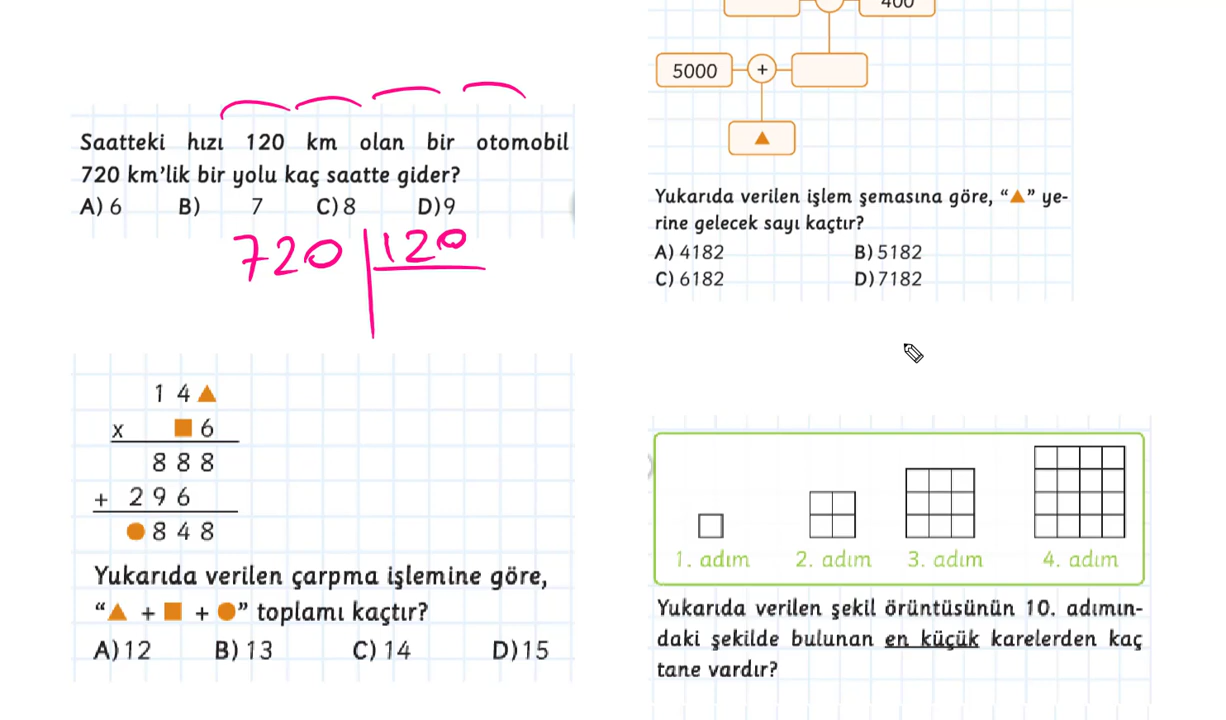 Saatteki hızı 120 km olan bir otomobil
720 km'lik bir yolu kaç saatte gider?
A) 6 B) 7 C) 8 D) 9
720 120
1 4 ▲
x ■ 6
8 8 8
+ 2 9 6
● 8 4 8
Yukarıda verilen çarpma işlemine göre,
“▲ + ■ + ●” toplamı kaçtır?
A) 12 B) 13 C) 14 D) 15
400
5000 +
▲
Yukarıda verilen işlem şemasına göre, “▲” ye-
rine gelecek sayı kaçtır?
A) 4182 B) 5182
C) 6182 D) 7182
1. adım 2. adım 3. adım 4. adım
Yukarıda verilen şekil örüntüsünün 10. adımın-
daki şekilde bulunan en küçük karelerden kaç
tane vardır?